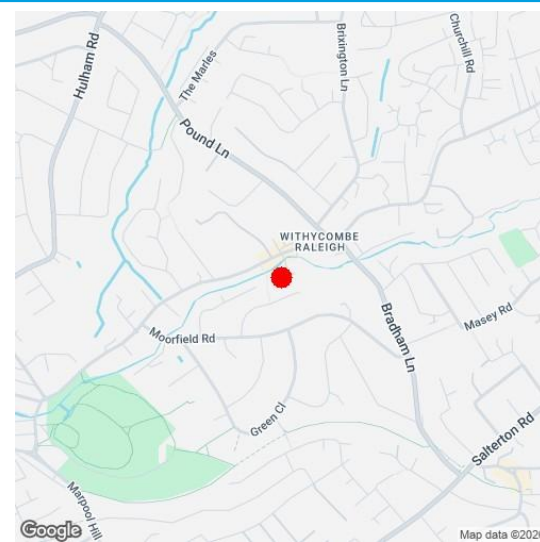 Hulham Rd
The Marles
Brixington Ln
Churchill Rd
Pound Ln
WITHYCOMBE
RALEIGH
Moorfield Rd
Bradham Ln
Masey Rd
Green Cl
Salterton Rd
Marpool Hill
Google
Map data ©2020